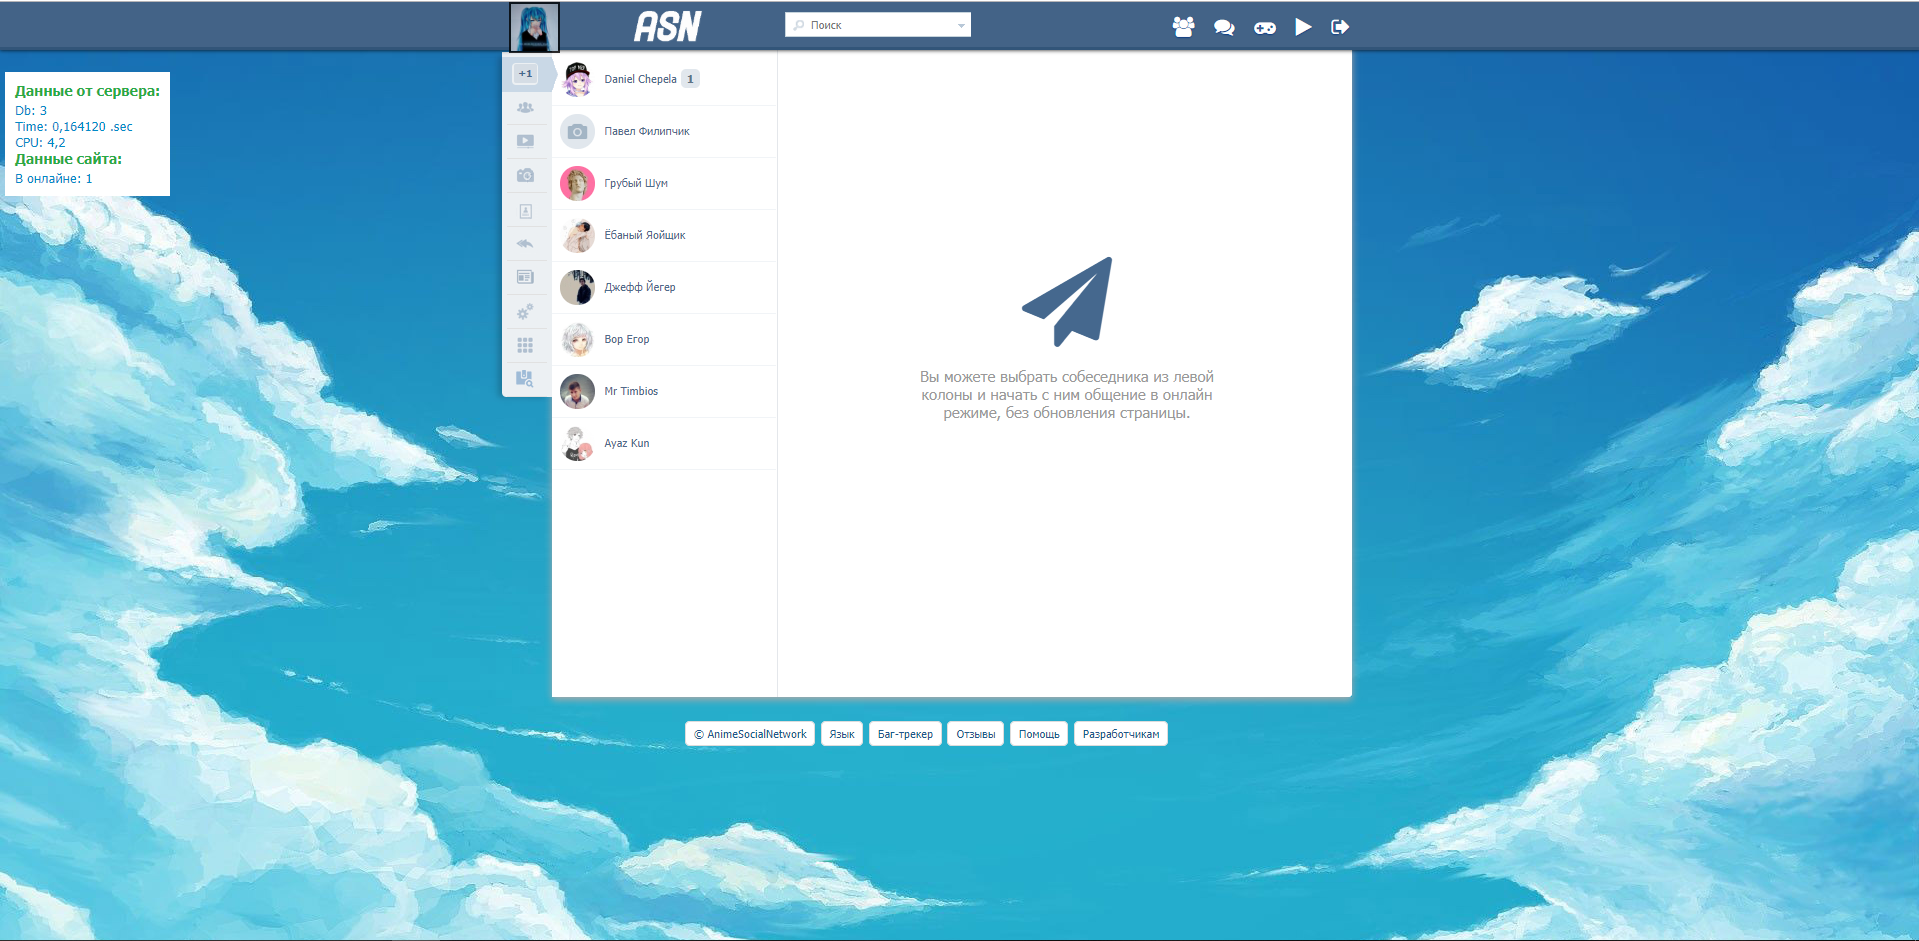 ASN
Поиск
+1
Данные от сервера:
Db: 3
Time: 0,164120 .sec
CPU: 4,2
Данные сайта:
В онлайне: 1
Daniel Chepela 1
Павел Филипчик
Грубый Шум
Ёбаный Яойщик
Джефф Йегер
Вор Егор
Mr Timbios
Ayaz Kun
Вы можете выбрать собеседника из левой
колоны и начать с ним общение в онлайн
режиме, без обновления страницы.
© AnimeSocialNetwork Язык Баг-трекер Отзывы Помощь Разработчикам